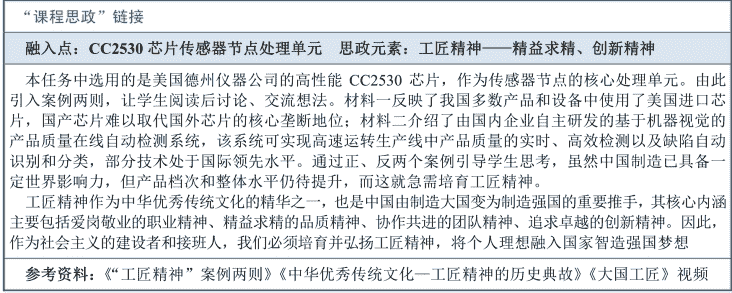 “课程思政”链接
融入点：CC2530 芯片传感器节点处理单元　思政元素：工匠精神——精益求精、创新精神
本任务中选用的是美国德州仪器公司的高性能 CC2530 芯片，作为传感器节点的核心处理单元。由此
引入案例两则，让学生阅读后讨论、交流想法。材料一反映了我国多数产品和设备中使用了美国进口芯
片，国产芯片难以取代国外芯片的核心垄断地位；材料二介绍了由国内企业自主研发的基于机器视觉的
产品质量在线自动检测系统，该系统可实现高速运转生产线中产品质量的实时、高效检测以及缺陷自动
识别和分类，部分技术处于国际领先水平。通过正、反两个案例引导学生思考，虽然中国制造已具备一
定世界影响力，但产品档次和整体水平仍待提升，而这就急需培育工匠精神。
工匠精神作为中华优秀传统文化的精华之一，也是中国由制造大国变为制造强国的重要推手，其核心内涵
主要包括爱岗敬业的职业精神、精益求精的品质精神、协作共进的团队精神、追求卓越的创新精神。因此，
作为社会主义的建设者和接班人，我们必须培育并弘扬工匠精神，将个人理想融入国家智造强国梦想
参考资料：《“工匠精神”案例两则》《中华优秀传统文化—工匠精神的历史典故》《大国工匠》视频